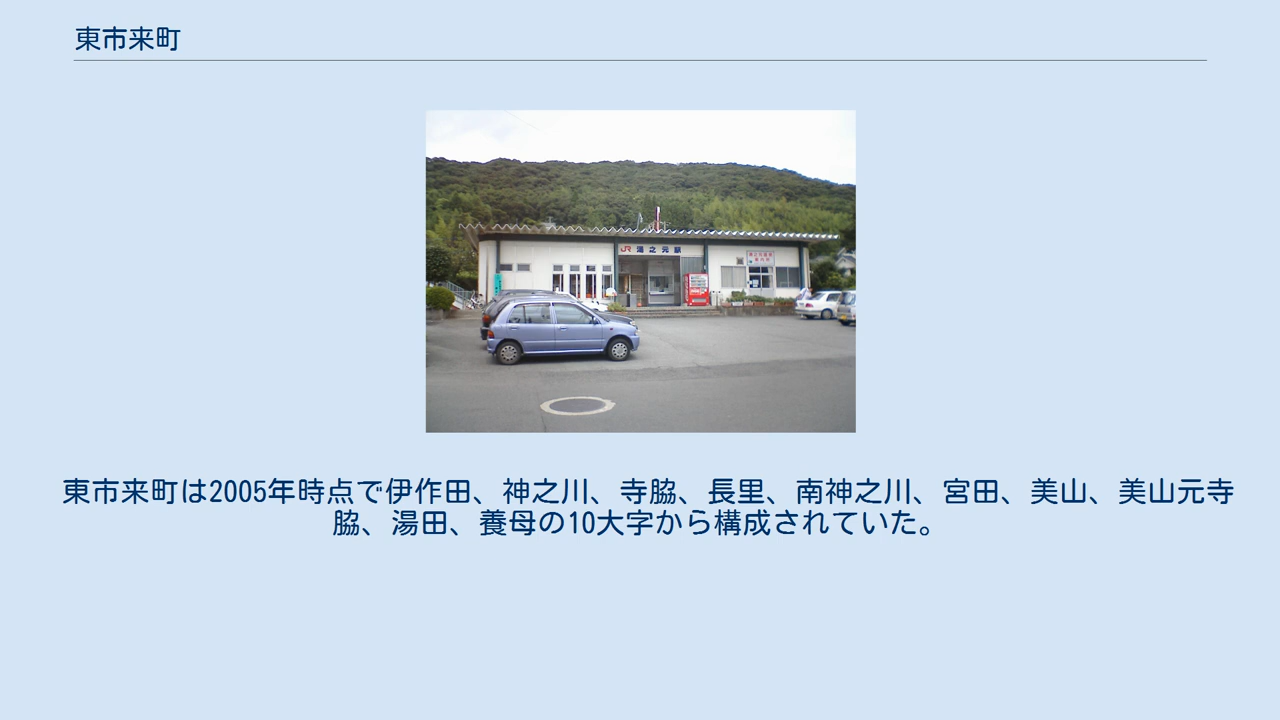 東市来町
JR 湯之元駅
東市来町は2005年時点で伊作田、神之川、寺脇、長里、南神之川、宮田、美山、美山元寺
脇、湯田、養母の10大字から構成されていた。